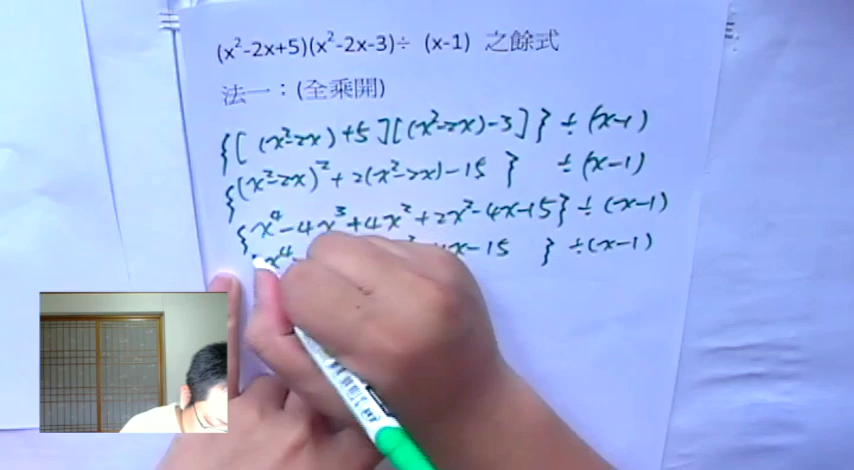 (x²-2x+5)(x²-2x-3)÷ (x-1) 之餘式
法一：(全乘開)
{[(x²-2x)+5][(x²-2x)-3]}÷(x-1)
{(x²-2x)²+2(x²-2x)-15} ÷(x-1)
{x⁴-4x³+4x²+2x²-4x-15}÷(x-1)
x⁴ x-15 }÷(x-1)